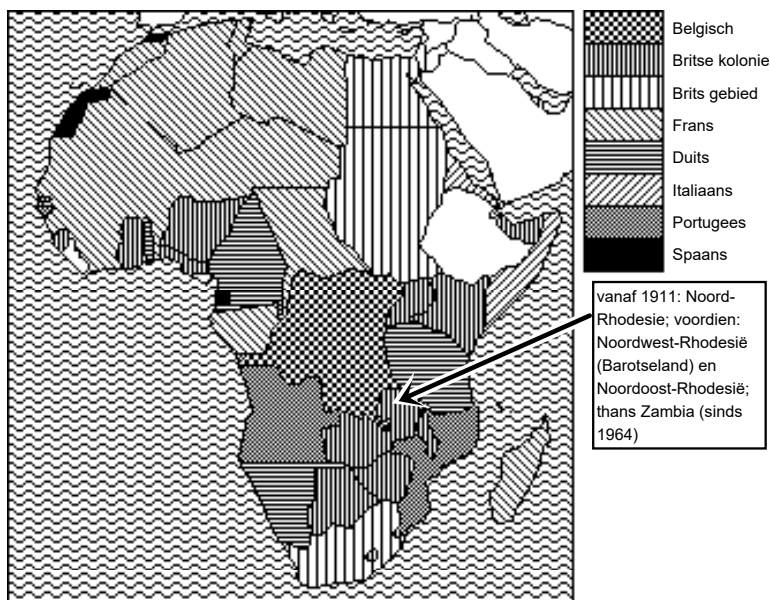 Belgisch
Britse kolonie
Brits gebied
Frans
Duits
Italiaans
Portugees
Spaans
vanaf 1911: Noord-
Rhodesie; voordien:
Noordwest-Rhodesië
(Barotseland) en
Noordoost-Rhodesië;
thans Zambia (sinds
1964)